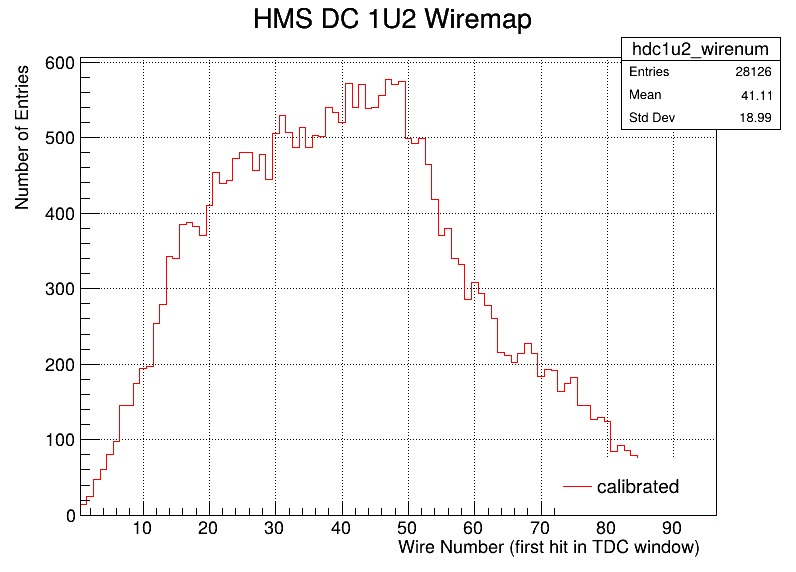 HMS DC 1U2 Wiremap
hdc1u2_wirenum
Entries 28126
Mean 41.11
Std Dev 18.99
Number of Entries
600
500
400
300
200
100
0
calibrated
10 20 30 40 50 60 70 80 90
Wire Number (first hit in TDC window)